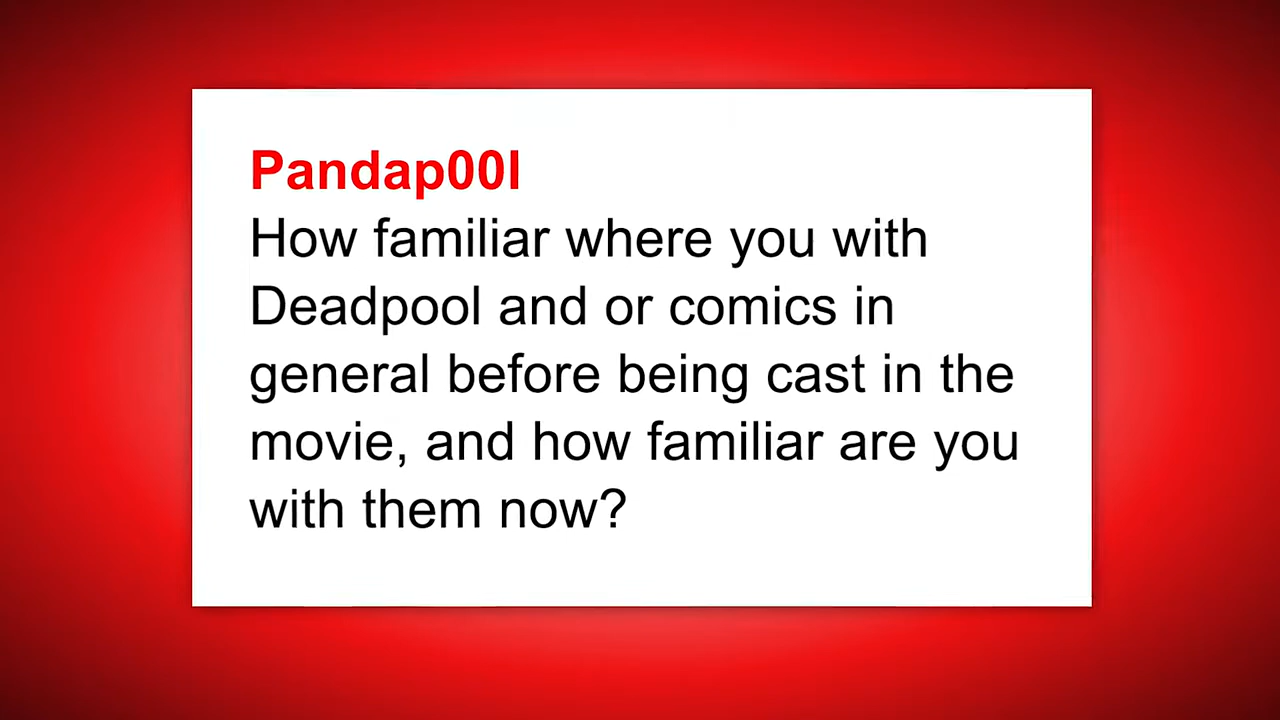 Pandap00l
How familiar where you with
Deadpool and or comics in
general before being cast in the
movie, and how familiar are you
with them now?